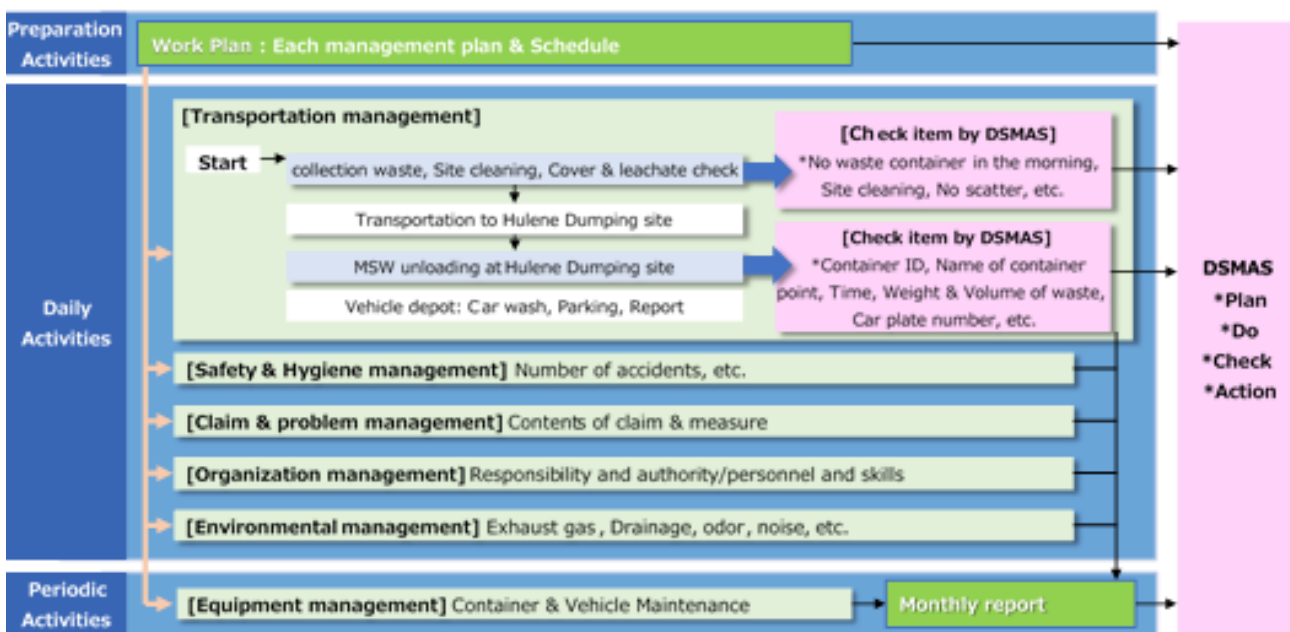 Preparation
Activities
Work Plan : Each management plan & Schedule
Daily
Activities
[Transportation management]
Start
collection waste, Site cleaning, Cover & leachate check
Transportation to Hulene Dumping site
MSW unloading at Hulene Dumping site
Vehicle depot: Car wash, Parking, Report
[Check item by DSMAS]
*No waste container in the morning,
Site cleaning, No scatter, etc.
[Check item by DSMAS]
*Container ID, Name of container
point, Time, Weight & Volume of waste,
Car plate number, etc.
[Safety & Hygiene management] Number of accidents, etc.
[Claim & problem management] Contents of claim & measure
[Organization management] Responsibility and authority/personnel and skills
[Environmental management] Exhaust gas, Drainage, odor, noise, etc.
Periodic
Activities
[Equipment management] Container & Vehicle Maintenance
Monthly report
DSMAS
*Plan
*Do
*Check
*Action